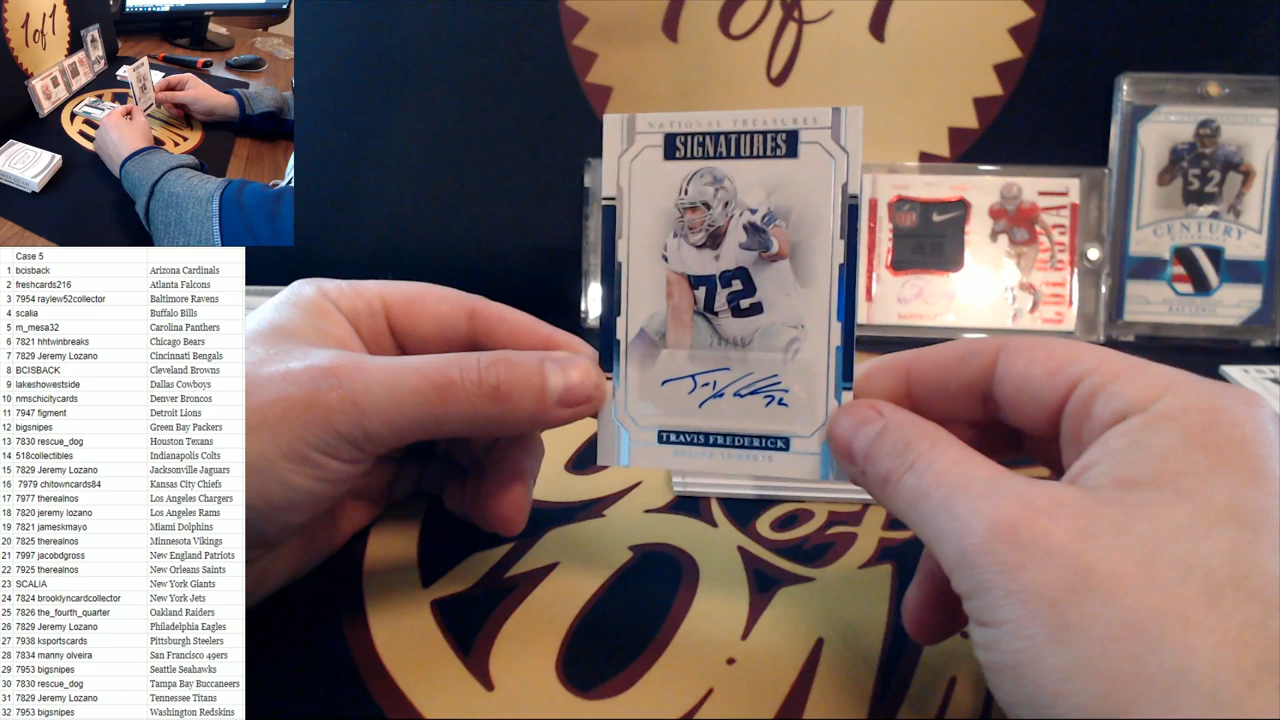 1of1
Case 5
1 bcisback Arizona Cardinals
2 freshcards216 Atlanta Falcons
3 7954 raylew52collector Baltimore Ravens
4 scalia Buffalo Bills
5 m_mesa32 Carolina Panthers
6 7821 hhtwinbreaks Chicago Bears
7 7829 Jeremy Lozano Cincinnati Bengals
8 BCISBACK Cleveland Browns
9 lakeshowestside Dallas Cowboys
10 nmschicitycards Denver Broncos
11 7947 figment Detroit Lions
12 bigsnipes Green Bay Packers
13 7830 rescue_dog Houston Texans
14 518collectibles Indianapolis Colts
15 7829 Jeremy Lozano Jacksonville Jaguars
16 7979 chitowncards84 Kansas City Chiefs
17 7977 therealnos Los Angeles Chargers
18 7820 jeremy lozano Los Angeles Rams
19 7821 jameskmayo Miami Dolphins
20 7825 therealnos Minnesota Vikings
21 7997 jacobdgross New England Patriots
22 7925 therealnos New Orleans Saints
23 SCALIA New York Giants
24 7824 brooklyncardcollector New York Jets
25 7826 the_fourth_quarter Oakland Raiders
26 7829 Jeremy Lozano Philadelphia Eagles
27 7938 ksportscards Pittsburgh Steelers
28 7834 manny olveira San Francisco 49ers
29 7953 bigsnipes Seattle Seahawks
30 7830 rescue_dog Tampa Bay Buccaneers
31 7829 Jeremy Lozano Tennessee Titans
32 7953 bigsnipes Washington Redskins
of 1
NATIONAL TREASURES
SIGNATURES
72
72
TRAVIS FREDERICK
DALLAS COWBOYS
NFL
COLOSSAL
52
CENTURY
RAY LEWIS
of